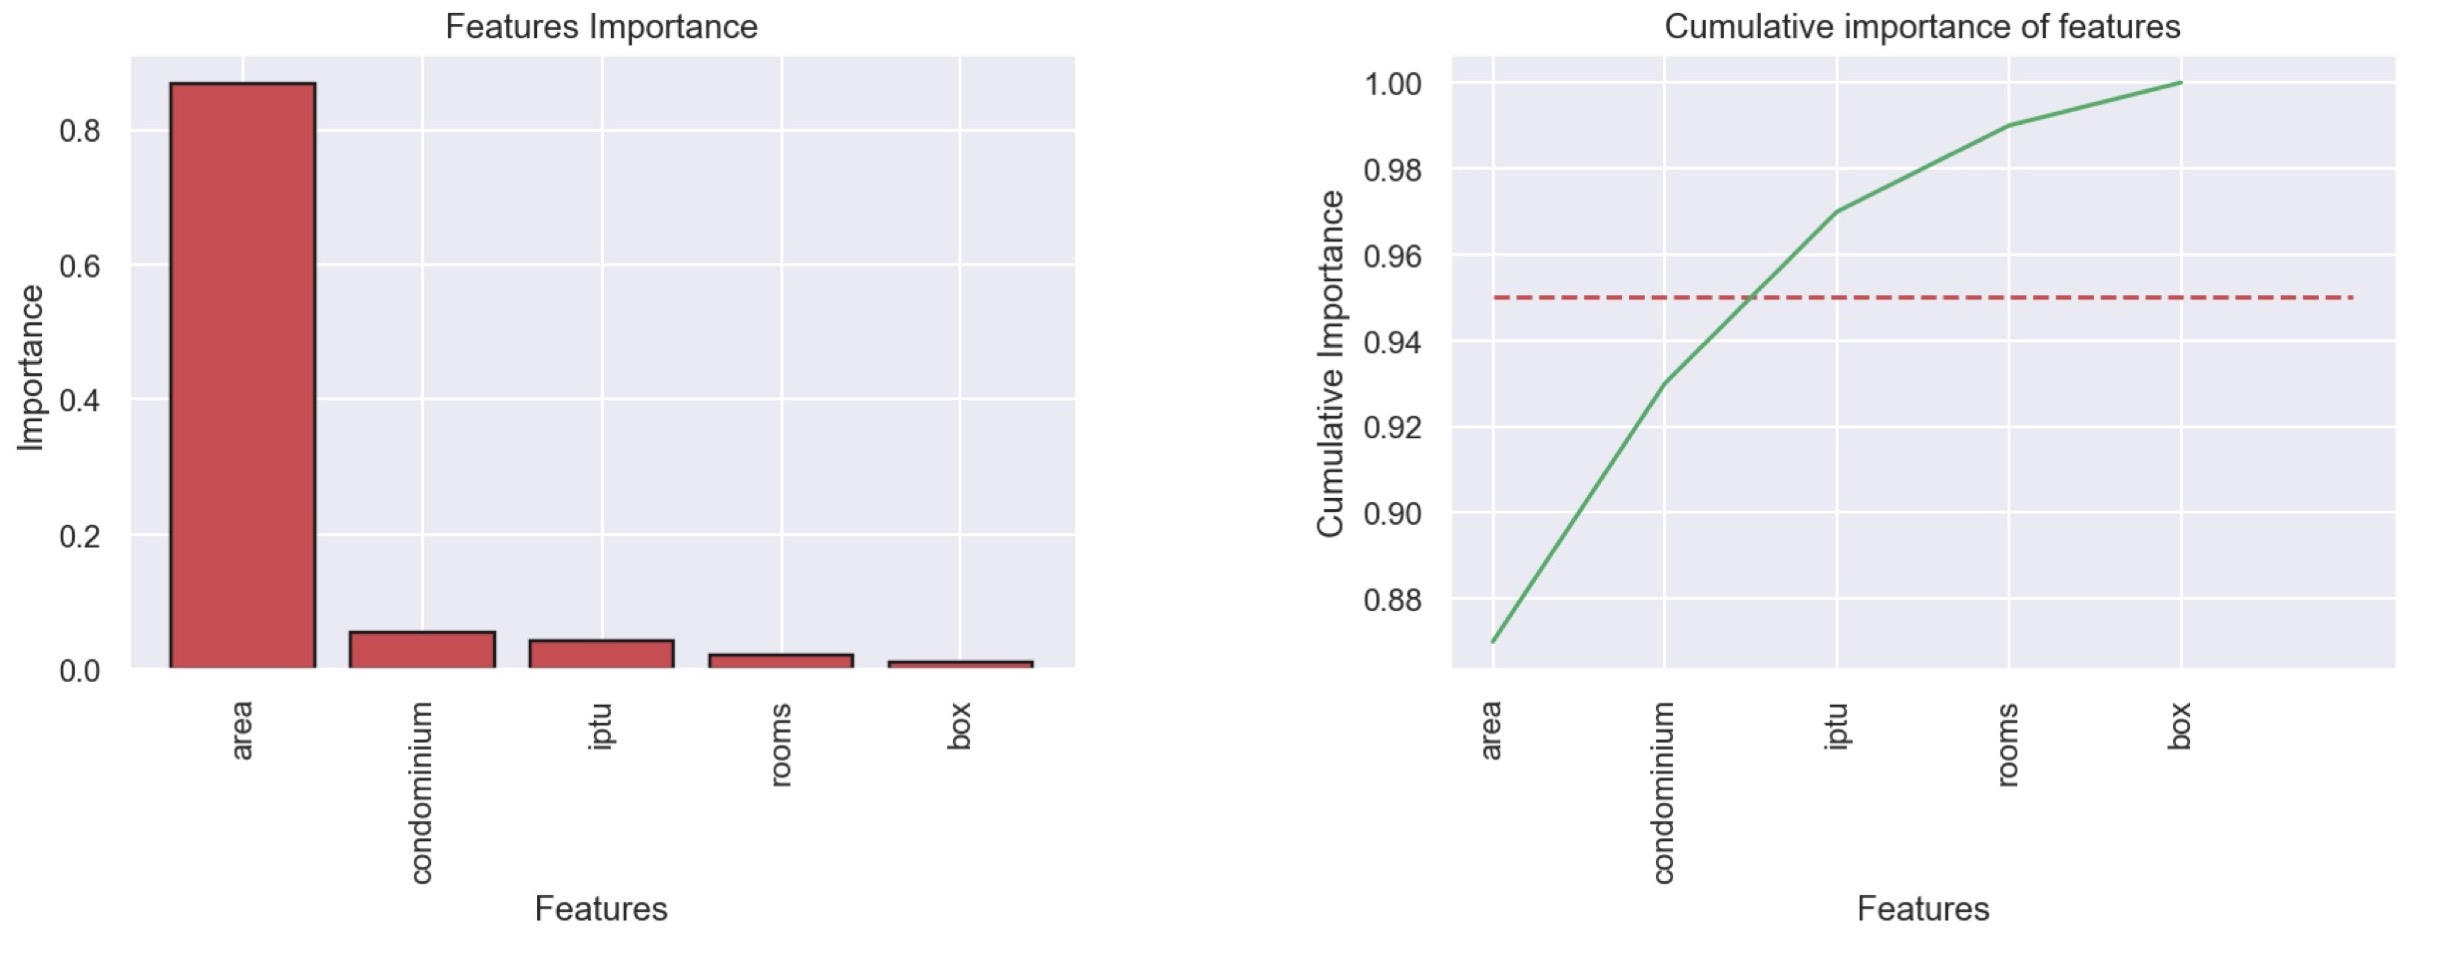 Features Importance
Importance
0.8
0.6
0.4
0.2
0.0
area
condominium
iptu
rooms
box
Features
Cumulative importance of features
Cumulative Importance
1.00
0.98
0.96
0.94
0.92
0.90
0.88
area
condominium
iptu
rooms
box
Features